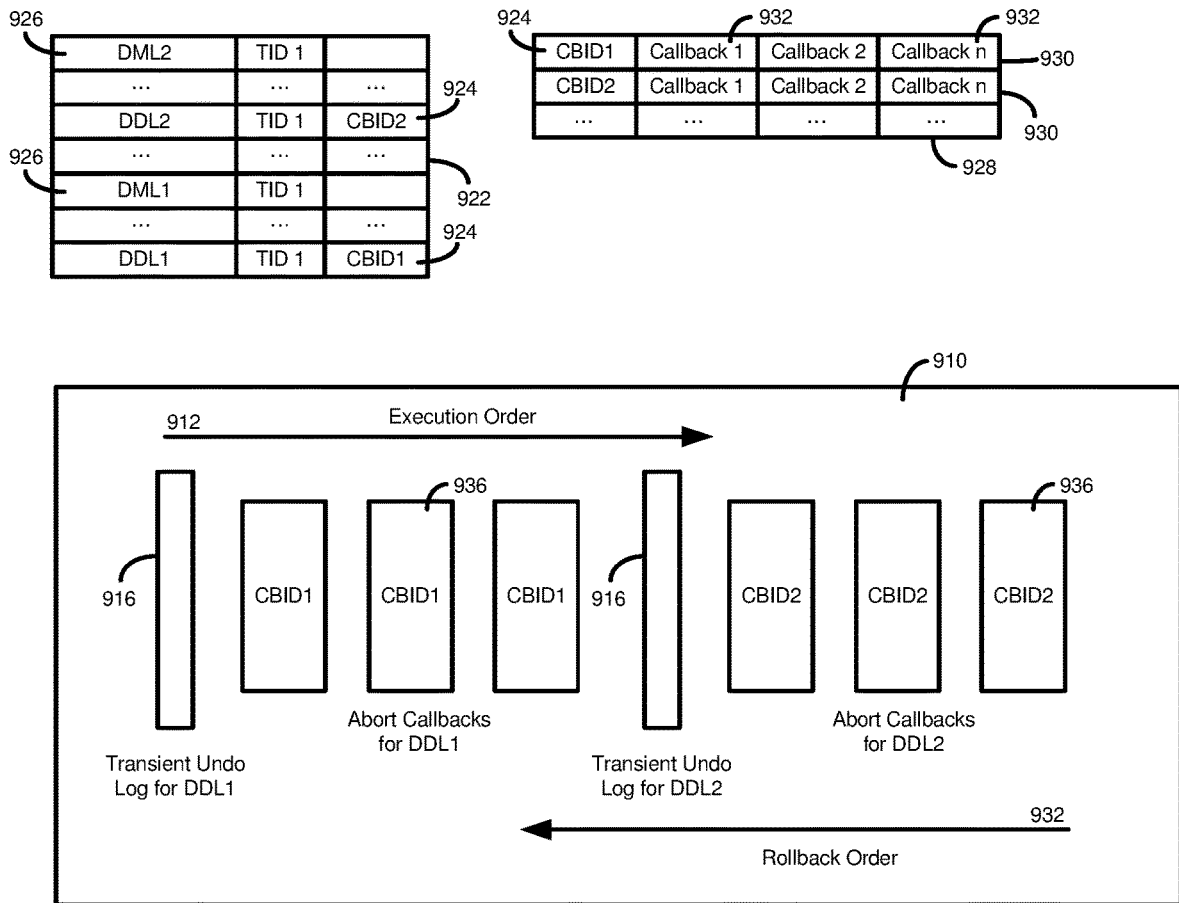 926
DML2 TID 1
... ... ...
924
DDL2 TID 1 CBID2
... ... ...
926
DML1 TID 1
922
... ... ...
924
DDL1 TID 1 CBID1
924 932 932
CBID1 Callback 1 Callback 2 Callback n
930
CBID2 Callback 1 Callback 2 Callback n
930
... ... ... ...
928
910
912 Execution Order
936 936
916 CBID1 CBID1 CBID1 916 CBID2 CBID2 CBID2
Abort Callbacks
for DDL1
Abort Callbacks
for DDL2
Transient Undo
Log for DDL1
Transient Undo
Log for DDL2
932
Rollback Order